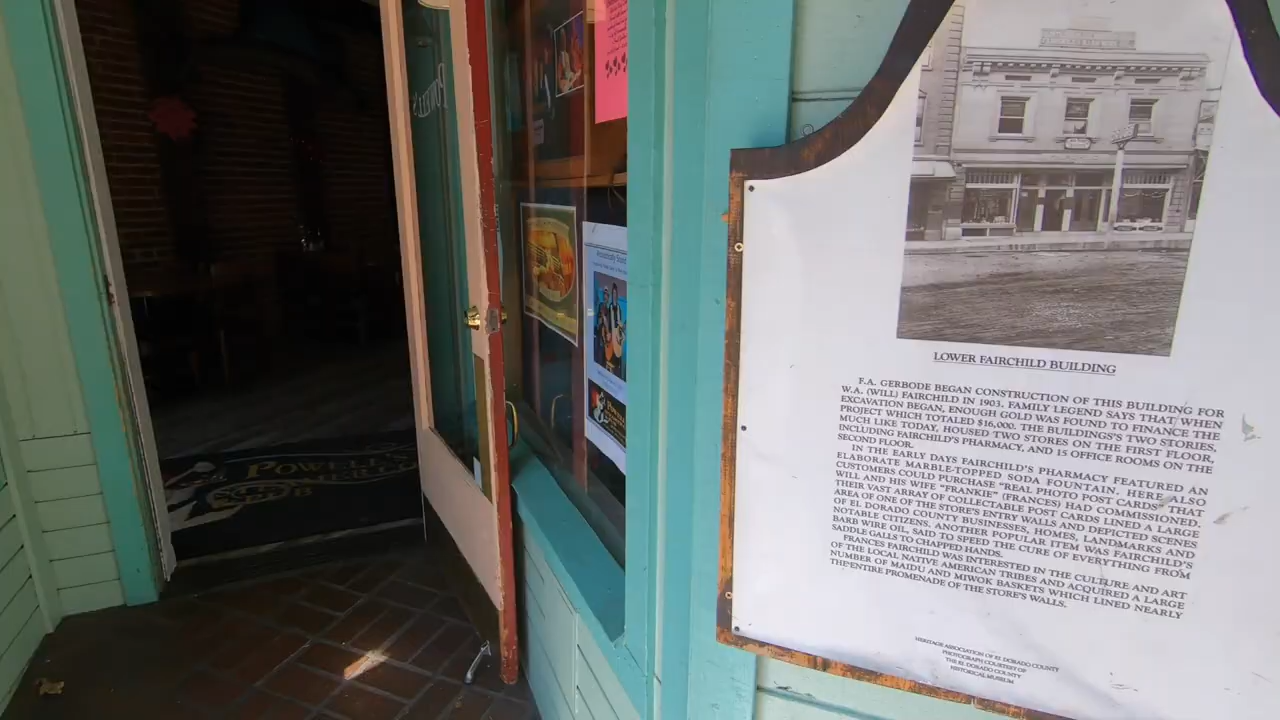 POWELL'S
POWELL'S
STEAMER CO
PUB
LOWER FAIRCHILD BUILDING
F.A. GERBODE BEGAN CONSTRUCTION OF THIS BUILDING FOR
W.A. (WILL) FAIRCHILD IN 1903. FAMILY LEGEND SAYS THAT WHEN
EXCAVATION BEGAN, ENOUGH GOLD WAS FOUND TO FINANCE THE
PROJECT WHICH TOTALED $16,000. THE BUILDINGS'S TWO STORIES,
MUCH LIKE TODAY, HOUSED TWO STORES ON THE FIRST FLOOR,
INCLUDING FAIRCHILD'S PHARMACY, AND 15 OFFICE ROOMS ON THE
SECOND FLOOR.
IN THE EARLY DAYS FAIRCHILD'S PHARMACY FEATURED AN
ELABORATE MARBLE-TOPPED SODA FOUNTAIN. HERE ALSO
CUSTOMERS COULD PURCHASE "REAL PHOTO POST CARDS" THAT
WILL AND HIS WIFE "FRANKIE" (FRANCES) HAD COMMISSIONED.
THEIR VAST ARRAY OF COLLECTABLE POST CARDS LINED A LARGE
AREA OF ONE OF THE STORE'S ENTRY WALLS AND DEPICTED SCENES
OF EL DORADO COUNTY BUSINESSES, HOMES, LANDMARKS AND
NOTABLE CITIZENS. ANOTHER POPULAR ITEM WAS FAIRCHILD'S
BARB WIRE OIL, SAID TO SPEED THE CURE OF EVERYTHING FROM
SADDLE GALLS TO CHAPPED HANDS.
FRANCES FAIRCHILD WAS INTERESTED IN THE CULTURE AND ART
OF THE LOCAL NATIVE AMERICAN TRIBES AND ACQUIRED A LARGE
NUMBER OF MAIDU AND MIWOK BASKETS WHICH LINED NEARLY
THE ENTIRE PROMENADE OF THE STORE'S WALLS.
HERITAGE ASSOCIATION OF EL DORADO COUNTY
PHOTOGRAPH COURTESY OF
THE EL DORADO COUNTY
HISTORICAL MUSEUM